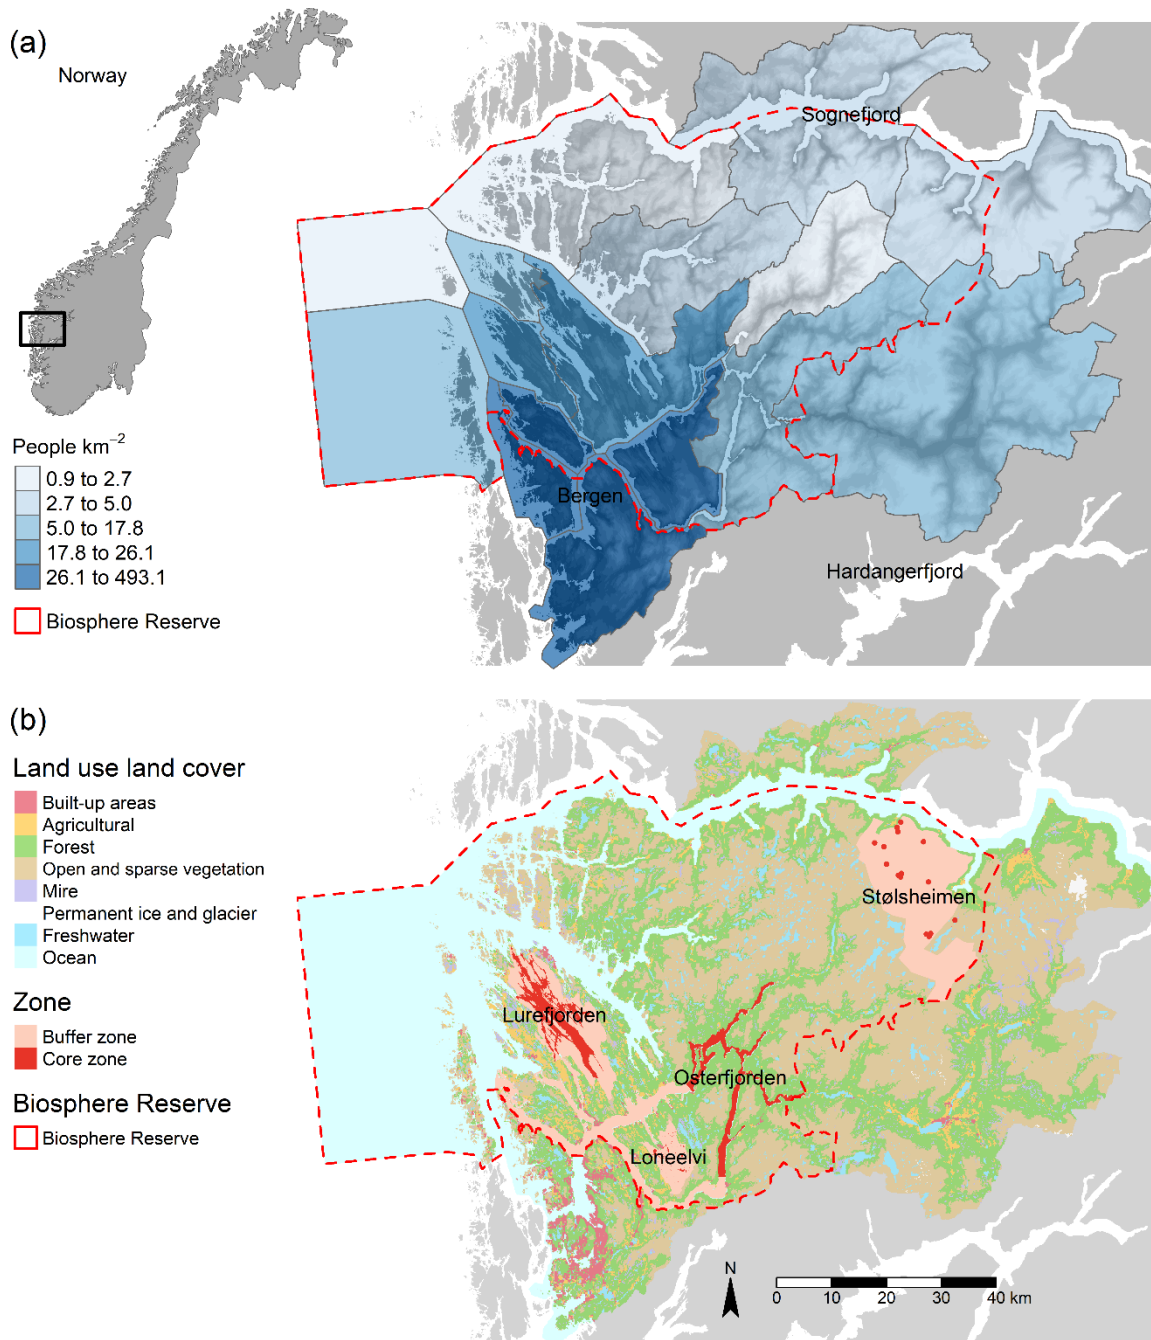 (a)
Norway
Sognefjord
People km⁻²
0.9 to 2.7
2.7 to 5.0
5.0 to 17.8
17.8 to 26.1
26.1 to 493.1
Biosphere Reserve
Bergen
Hardangerfjord
(b)
Land use land cover
Built-up areas
Agricultural
Forest
Open and sparse vegetation
Mire
Permanent ice and glacier
Freshwater
Ocean
Zone
Buffer zone
Core zone
Biosphere Reserve
Biosphere Reserve
Stølsheimen
Lurefjorden
Osterfjorden
Loneelvi
N
0 10 20 30 40 km